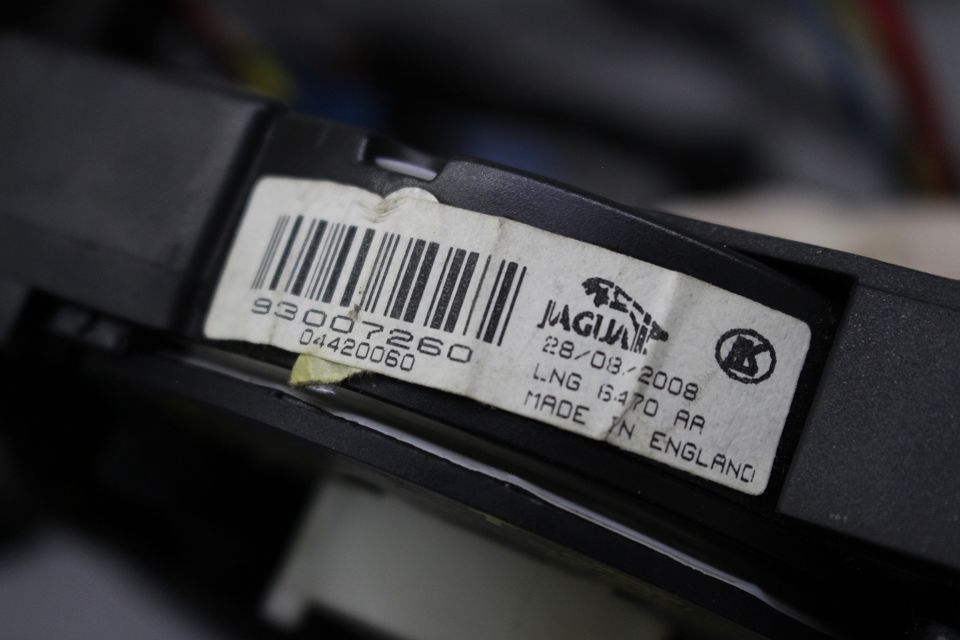 93007260
04420060
JAGUAR
28/08/2008
LNG 6470 AA
MADE IN ENGLAND